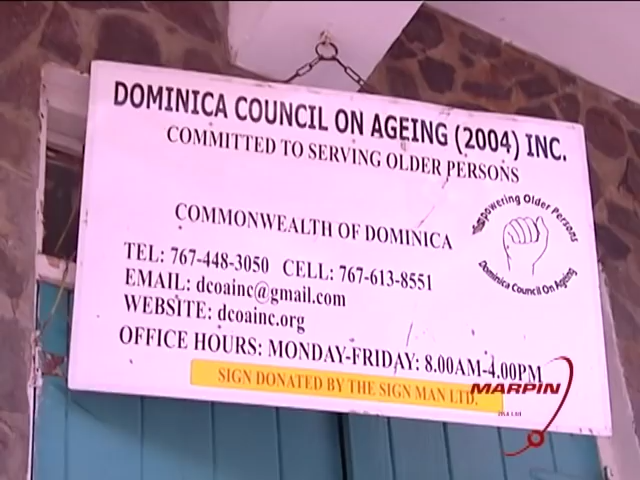 DOMINICA COUNCIL ON AGEING (2004) INC.
COMMITTED TO SERVING OLDER PERSONS
COMMONWEALTH OF DOMINICA
Empowering Older Persons
Dominica Council On Ageing
TEL: 767-448-3050 CELL: 767-613-8551
EMAIL: dcoainc@gmail.com
WEBSITE: dcoainc.org
OFFICE HOURS: MONDAY-FRIDAY: 8.00AM-4.00PM
SIGN DONATED BY THE SIGN MAN LTD.
MARPIN